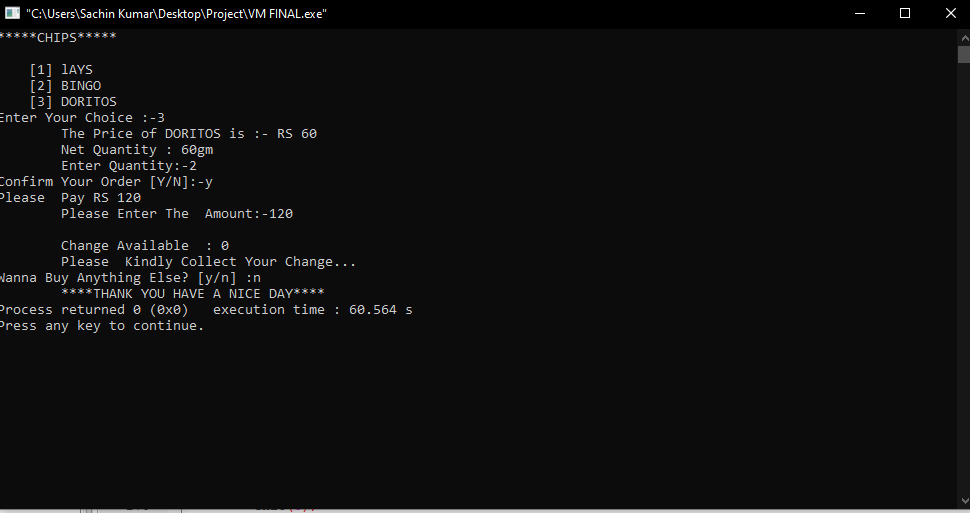 "C:\Users\Sachin Kumar\Desktop\Project\VM FINAL.exe"
*****CHIPS*****
[1] lAYS
[2] BINGO
[3] DORITOS
Enter Your Choice :-3
The Price of DORITOS is :- RS 60
Net Quantity : 60gm
Enter Quantity:-2
Confirm Your Order [Y/N]:-y
Please  Pay RS 120
Please Enter The  Amount:-120
Change Available  : 0
Please  Kindly Collect Your Change...
Wanna Buy Anything Else? [y/n] :n
****THANK YOU HAVE A NICE DAY****
Process returned 0 (0x0)   execution time : 60.564 s
Press any key to continue.